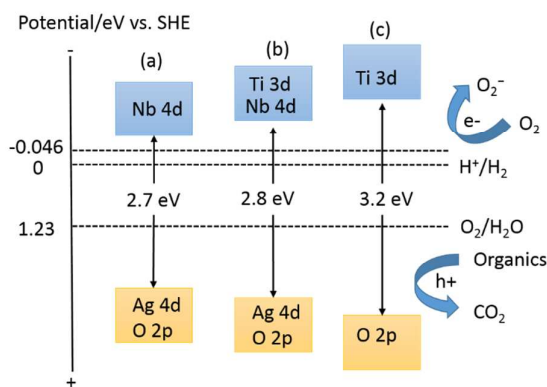 Potential/eV vs. SHE
-
(a)
(b)
(c)
Nb 4d
Ti 3d
Nb 4d
Ti 3d
O₂⁻
e-
O₂
-0.046
0
H⁺/H₂
2.7 eV
2.8 eV
3.2 eV
1.23
O₂/H₂O
Organics
h+
CO₂
Ag 4d
O 2p
Ag 4d
O 2p
O 2p
+